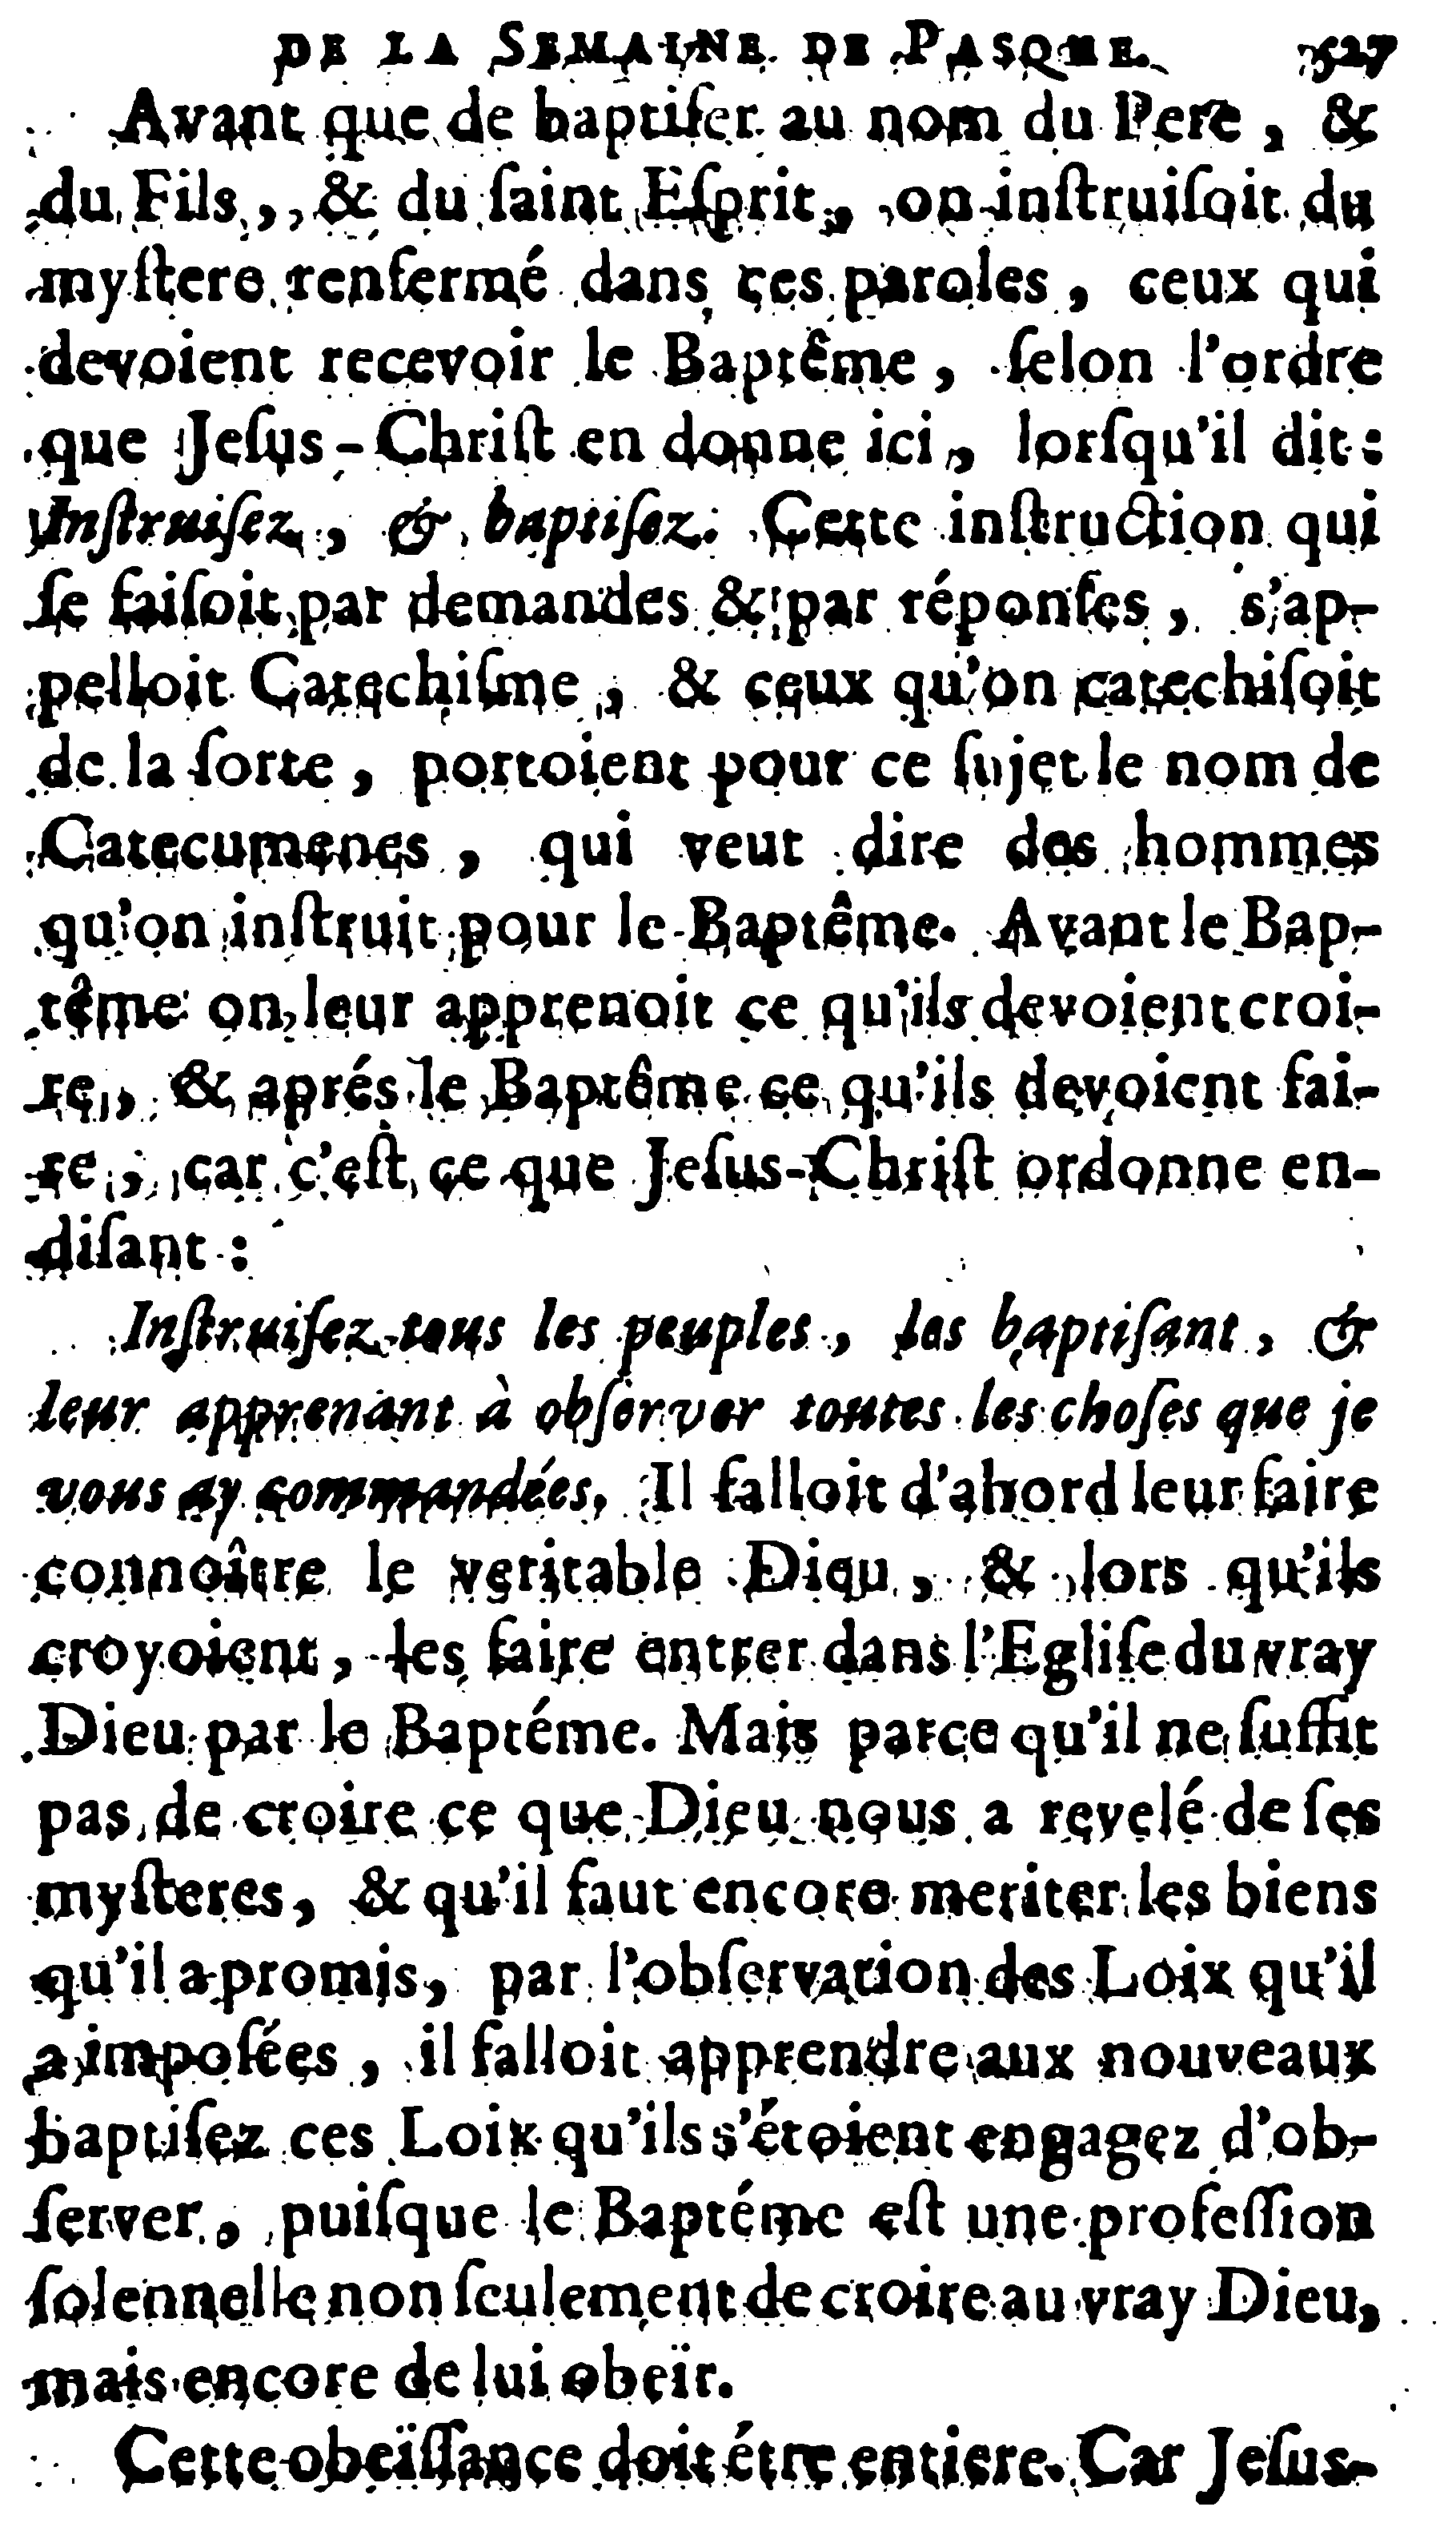 DE LA SEMAINE DE PASQUE. 527
Avant que de baptiſer au nom du Pere, &
du Fils, & du ſaint Eſprit, on inſtruiſoit du
myſtere renfermé dans ces paroles, ceux qui
devoient recevoir le Baptême, ſelon l'ordre
que Jeſus-Chriſt en donne ici, lorſqu'il dit:
Inſtruiſez, & baptiſez. Cette inſtruction qui
ſe faiſoit par demandes & par réponſes, s'ap-
pelloit Catechiſme, & ceux qu'on catechiſoit
de la ſorte, portoient pour ce ſujet le nom de
Catecumenes, qui veut dire des hommes
qu'on inſtruit pour le Baptême. Avant le Bap-
tême on leur apprenoit ce qu'ils devoient croi-
re, & aprés le Baptême ce qu'ils devoient fai-
re, car c'eſt ce que Jeſus-Chriſt ordonne en-
diſant:
Inſtruiſez tous les peuples, les baptiſant, &
leur apprenant à obſerver toutes les choſes que je
vous ay commandées. Il falloit d'abord leur faire
connoître le veritable Dieu, & lors qu'ils
croyoient, les faire entrer dans l'Egliſe du vray
Dieu par le Baptéme. Mais parce qu'il ne ſuffit
pas de croire ce que Dieu nous a revelé de ſes
myſteres, & qu'il faut encore meriter les biens
qu'il a promis, par l'obſervation des Loix qu'il
a impoſées, il falloit apprendre aux nouveaux
baptiſez ces Loix qu'ils s'étoient engagez d'ob-
ſerver, puiſque le Baptéme eſt une profeſſion
ſolennelle non ſeulement de croire au vray Dieu,
mais encore de lui obeïr.
Cette obeïſſance doit étre entiere. Car Jeſus-